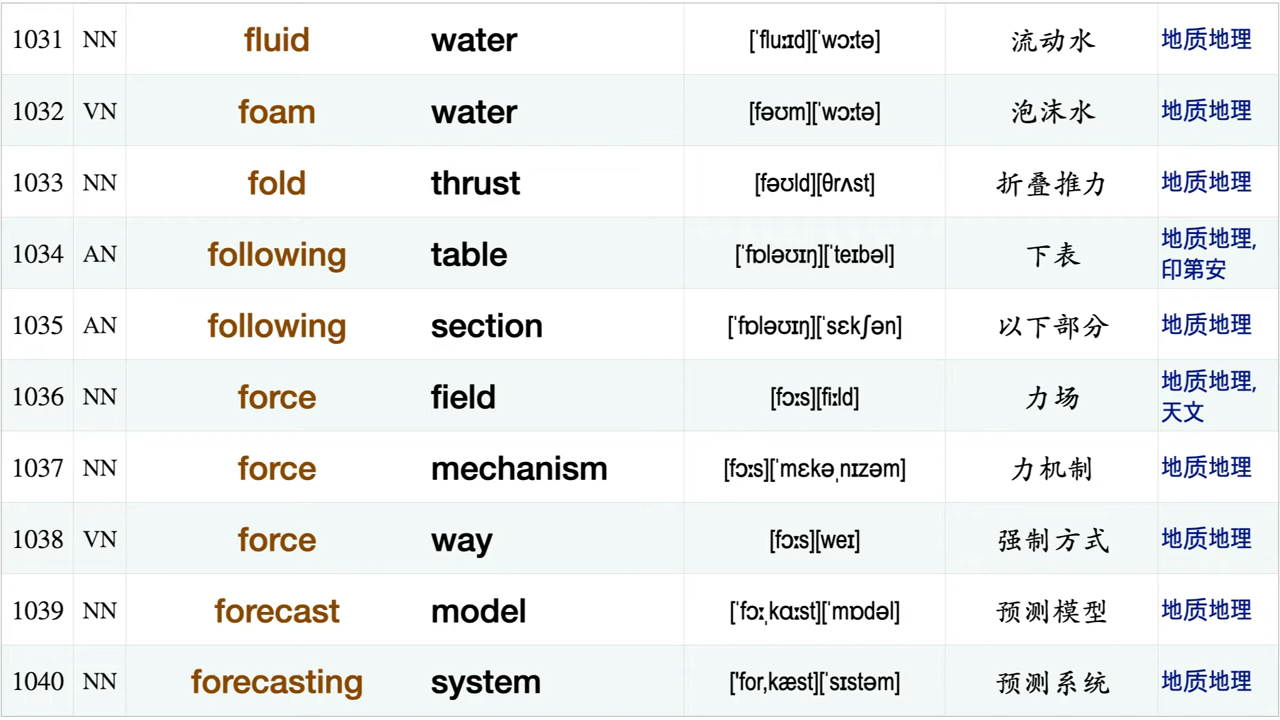 1031 NN fluid water [ˈfluːɪd][ˈwɔːtə] 流动水 地质地理
1032 VN foam water [fəʊm][ˈwɔːtə] 泡沫水 地质地理
1033 NN fold thrust [fəʊld][θrʌst] 折叠推力 地质地理
1034 AN following table [ˈfɒləʊɪŋ][ˈteɪbəl] 下表 地质地理,
印第安
1035 AN following section [ˈfɒləʊɪŋ][ˈsɛkʃən] 以下部分 地质地理
1036 NN force field [fɔːs][fiːld] 力场 地质地理,
天文
1037 NN force mechanism [fɔːs][ˈmɛkəˌnɪzəm] 力机制 地质地理
1038 VN force way [fɔːs][weɪ] 强制方式 地质地理
1039 NN forecast model [ˈfɔːˌkɑːst][ˈmɒdəl] 预测模型 地质地理
1040 NN forecasting system ['for,kæst][ˈsɪstəm] 预测系统 地质地理